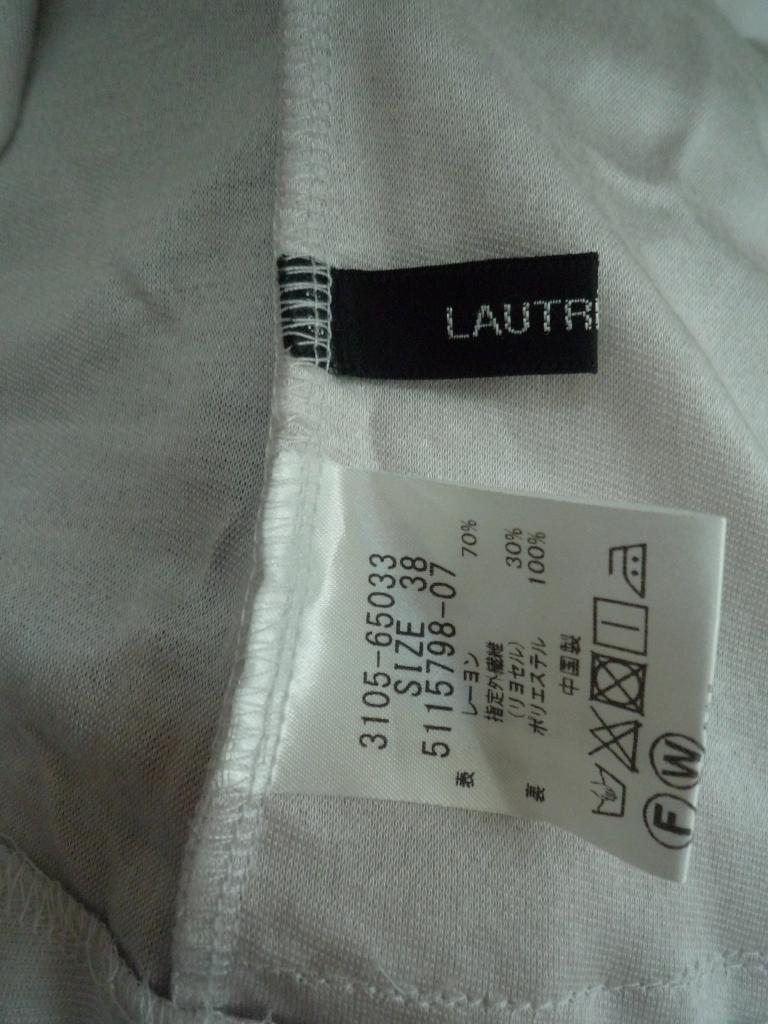 LAUTR
3105-65033
SIZE 38
5115798-07
表 レーヨン 70%
指定外繊維
(リヨセル) 30%
裏 ポリエステル 100%
中国製
F W